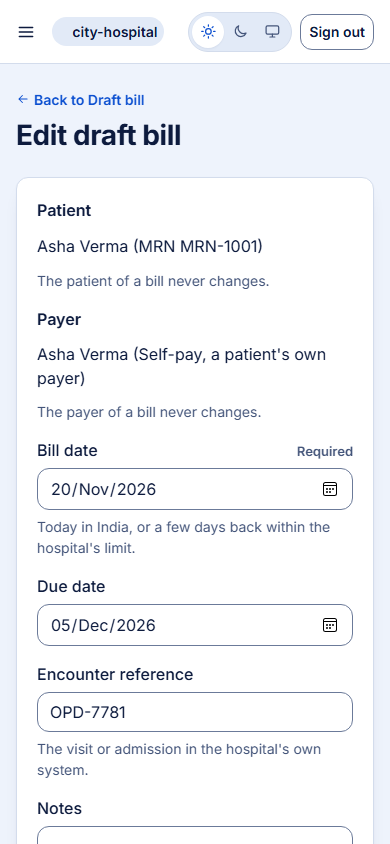 city-hospital
Sign out
Back to Draft bill
Edit draft bill
Patient
Asha Verma (MRN MRN-1001)
The patient of a bill never changes.
Payer
Asha Verma (Self-pay, a patient's own
payer)
The payer of a bill never changes.
Bill date
Required
20/Nov/2026
Today in India, or a few days back within the
hospital's limit.
Due date
05/Dec/2026
Encounter reference
OPD-7781
The visit or admission in the hospital's own
system.
Notes